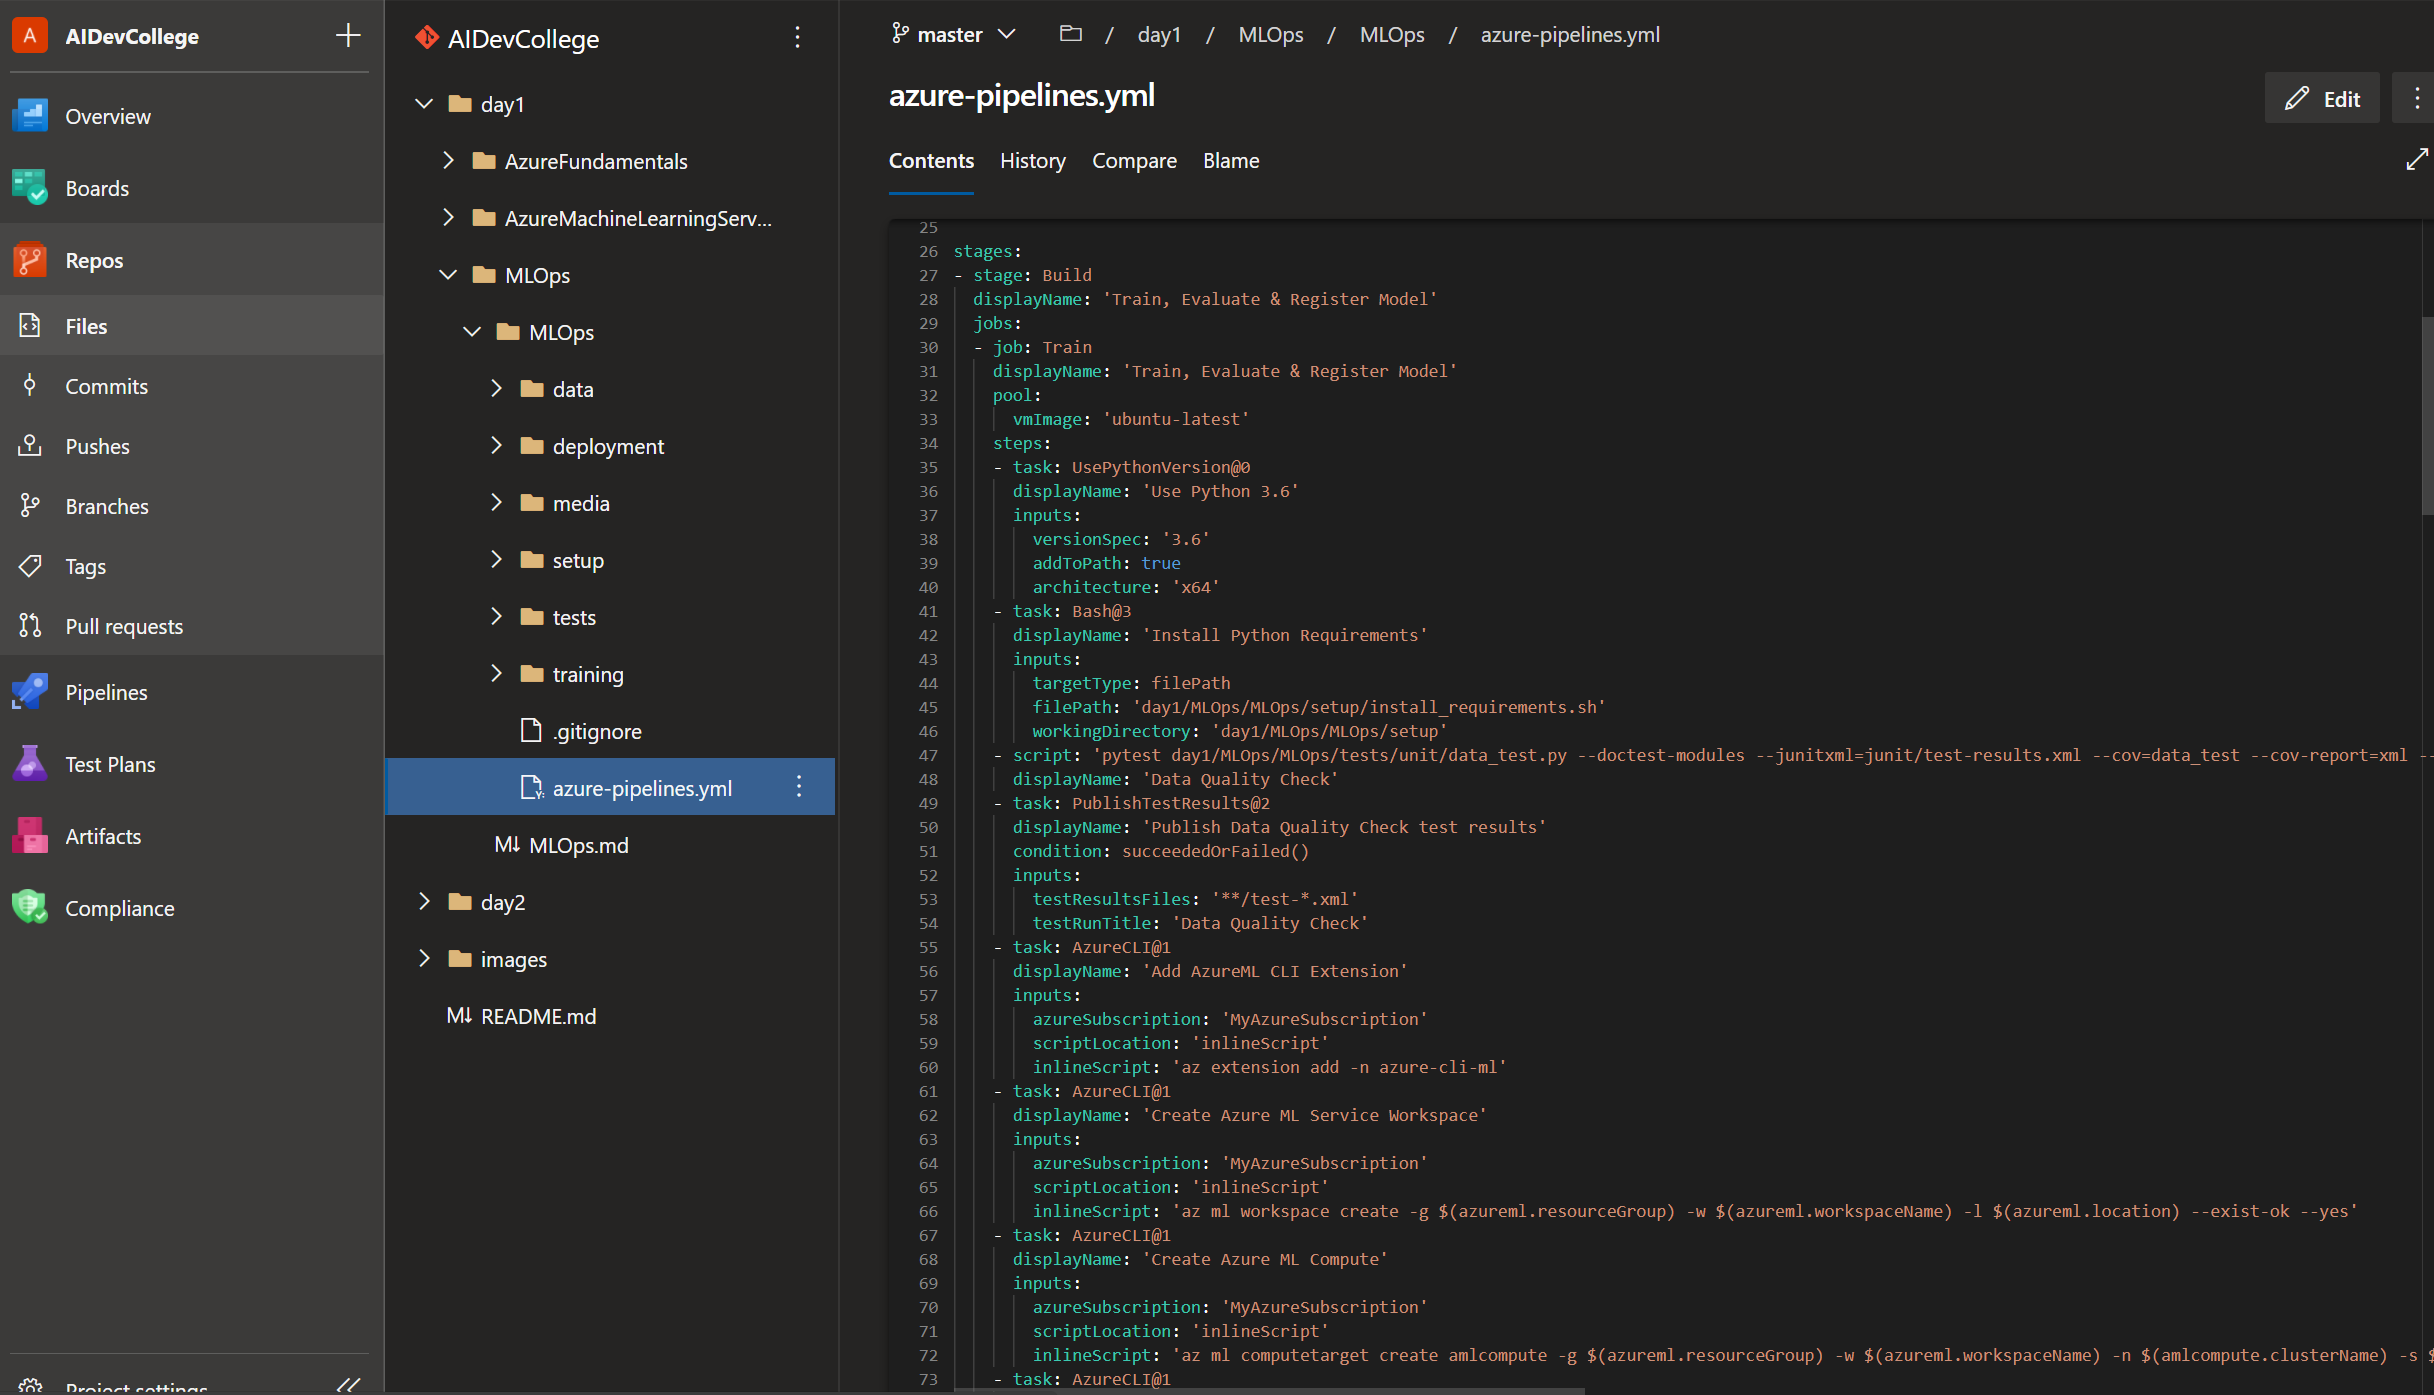 A
AIDevCollege
Overview
Boards
Repos
Files
Commits
Pushes
Branches
Tags
Pull requests
Pipelines
Test Plans
Artifacts
Compliance
Project settings
AIDevCollege
day1
AzureFundamentals
AzureMachineLearningServ...
MLOps
MLOps
data
deployment
media
setup
tests
training
.gitignore
azure-pipelines.yml
MLOps.md
day2
images
README.md
master / day1 / MLOps / MLOps / azure-pipelines.yml
azure-pipelines.yml
Edit
Contents History Compare Blame
25
26 stages:
27 - stage: Build
28 displayName: 'Train, Evaluate & Register Model'
29 jobs:
30 - job: Train
31 displayName: 'Train, Evaluate & Register Model'
32 pool:
33 vmImage: 'ubuntu-latest'
34 steps:
35 - task: UsePythonVersion@0
36 displayName: 'Use Python 3.6'
37 inputs:
38 versionSpec: '3.6'
39 addToPath: true
40 architecture: 'x64'
41 - task: Bash@3
42 displayName: 'Install Python Requirements'
43 inputs:
44 targetType: filePath
45 filePath: 'day1/MLOps/MLOps/setup/install_requirements.sh'
46 workingDirectory: 'day1/MLOps/MLOps/setup'
47 - script: 'pytest day1/MLOps/MLOps/tests/unit/data_test.py --doctest-modules --junitxml=junit/test-results.xml --cov=data_test --cov-report=xml --
48 displayName: 'Data Quality Check'
49 - task: PublishTestResults@2
50 displayName: 'Publish Data Quality Check test results'
51 condition: succeededOrFailed()
52 inputs:
53 testResultsFiles: '**/test-*.xml'
54 testRunTitle: 'Data Quality Check'
55 - task: AzureCLI@1
56 displayName: 'Add AzureML CLI Extension'
57 inputs:
58 azureSubscription: 'MyAzureSubscription'
59 scriptLocation: 'inlineScript'
60 inlineScript: 'az extension add -n azure-cli-ml'
61 - task: AzureCLI@1
62 displayName: 'Create Azure ML Service Workspace'
63 inputs:
64 azureSubscription: 'MyAzureSubscription'
65 scriptLocation: 'inlineScript'
66 inlineScript: 'az ml workspace create -g $(azureml.resourceGroup) -w $(azureml.workspaceName) -l $(azureml.location) --exist-ok --yes'
67 - task: AzureCLI@1
68 displayName: 'Create Azure ML Compute'
69 inputs:
70 azureSubscription: 'MyAzureSubscription'
71 scriptLocation: 'inlineScript'
72 inlineScript: 'az ml computetarget create amlcompute -g $(azureml.resourceGroup) -w $(azureml.workspaceName) -n $(amlcompute.clusterName) -s $
73 - task: AzureCLI@1